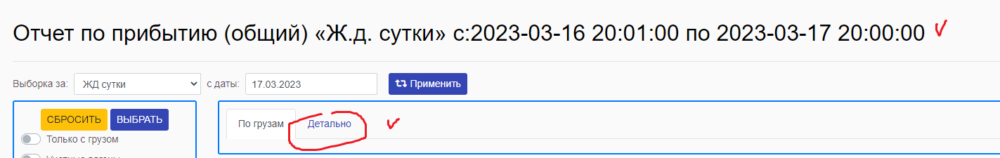 Отчет по прибытию (общий) «Ж.д. сутки» с:2023-03-16 20:01:00 по 2023-03-17 20:00:00
Выборка за: ЖД сутки с даты: 17.03.2023 Применить
СБРОСИТЬ ВЫБРАТЬ
По грузам Детально
Только с грузом